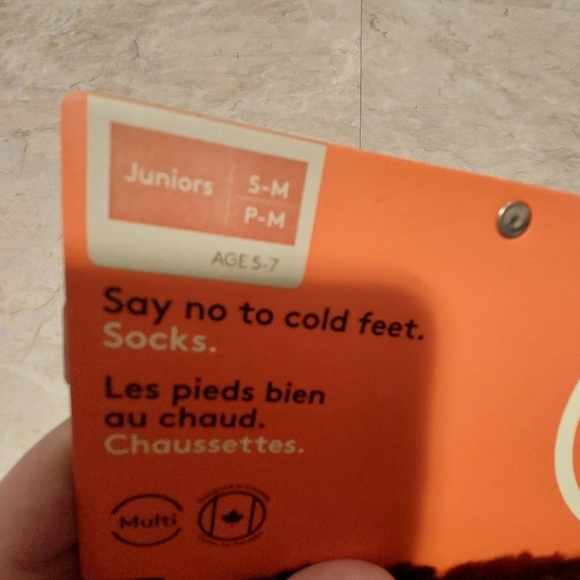 Juniors
S-M
P-M
AGE 5-7
Say no to cold feet.
Socks.
Les pieds bien
au chaud.
Chaussettes.
Multi